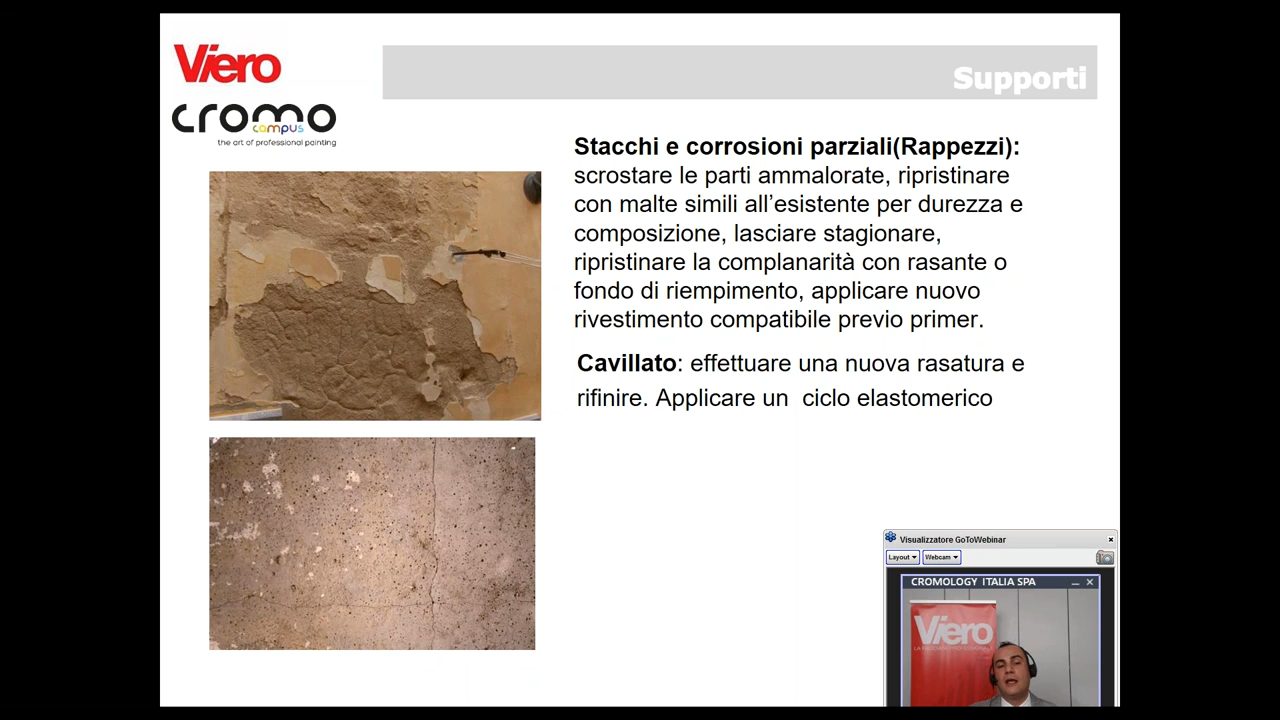 Viero
cromo
campus
the art of professional painting
Supporti
Stacchi e corrosioni parziali(Rappezzi):
scrostare le parti ammalorate, ripristinare
con malte simili all’esistente per durezza e
composizione, lasciare stagionare,
ripristinare la complanarità con rasante o
fondo di riempimento, applicare nuovo
rivestimento compatibile previo primer.
Cavillato: effettuare una nuova rasatura e
rifinire. Applicare un  ciclo elastomerico
Visualizzatore GoToWebinar
Layout
Webcam
CROMOLOGY ITALIA SPA
Viero